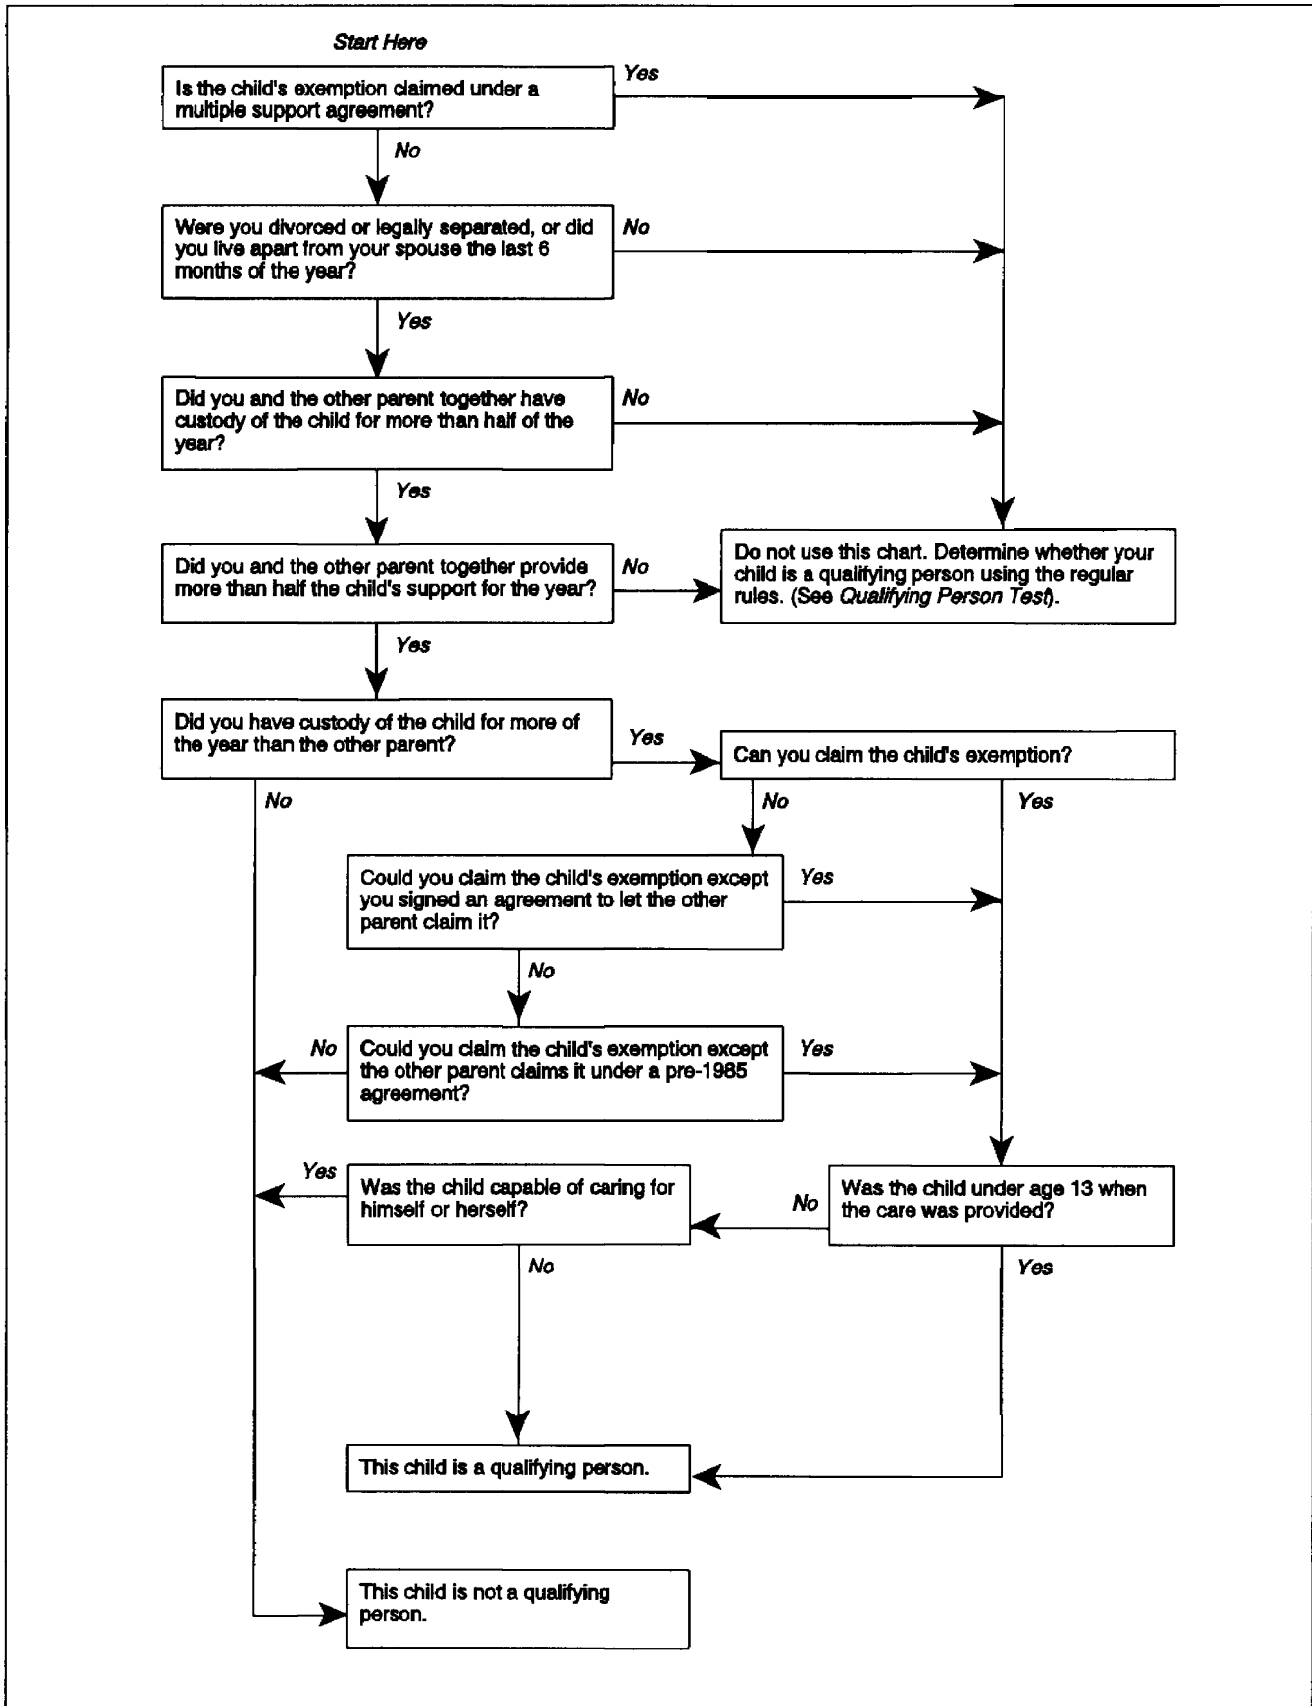 Start Here
Is the child's exemption claimed under a
multiple support agreement?
Yes
No
Were you divorced or legally separated, or did
you live apart from your spouse the last 6
months of the year?
No
Yes
Did you and the other parent together have
custody of the child for more than half of the
year?
No
Yes
Did you and the other parent together provide
more than half the child's support for the year?
No
Do not use this chart. Determine whether your
child is a qualifying person using the regular
rules. (See Qualifying Person Test).
Yes
Did you have custody of the child for more of
the year than the other parent?
Yes
Can you claim the child's exemption?
No
No
Yes
Could you claim the child's exemption except
you signed an agreement to let the other
parent claim it?
Yes
No
No
Could you claim the child's exemption except
the other parent claims it under a pre-1985
agreement?
Yes
Yes
Was the child capable of caring for
himself or herself?
No
Was the child under age 13 when
the care was provided?
No
Yes
This child is a qualifying person.
This child is not a qualifying
person.